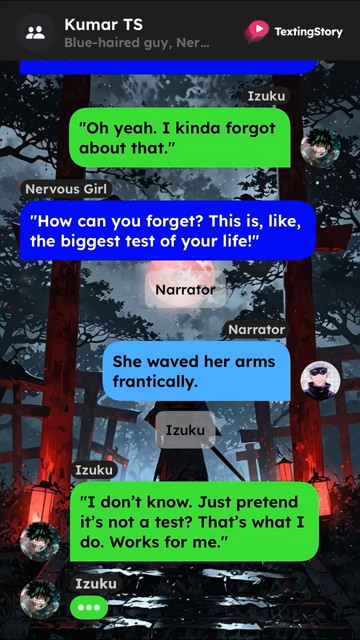 Kumar TS
Blue-haired guy, Ner...
TextingStory
Izuku
"Oh yeah. I kinda forgot
about that."
Nervous Girl
"How can you forget? This is, like,
the biggest test of your life!"
Narrator
Narrator
She waved her arms
frantically.
Izuku
Izuku
"I don't know. Just pretend
it's not a test? That's what I
do. Works for me."
Izuku